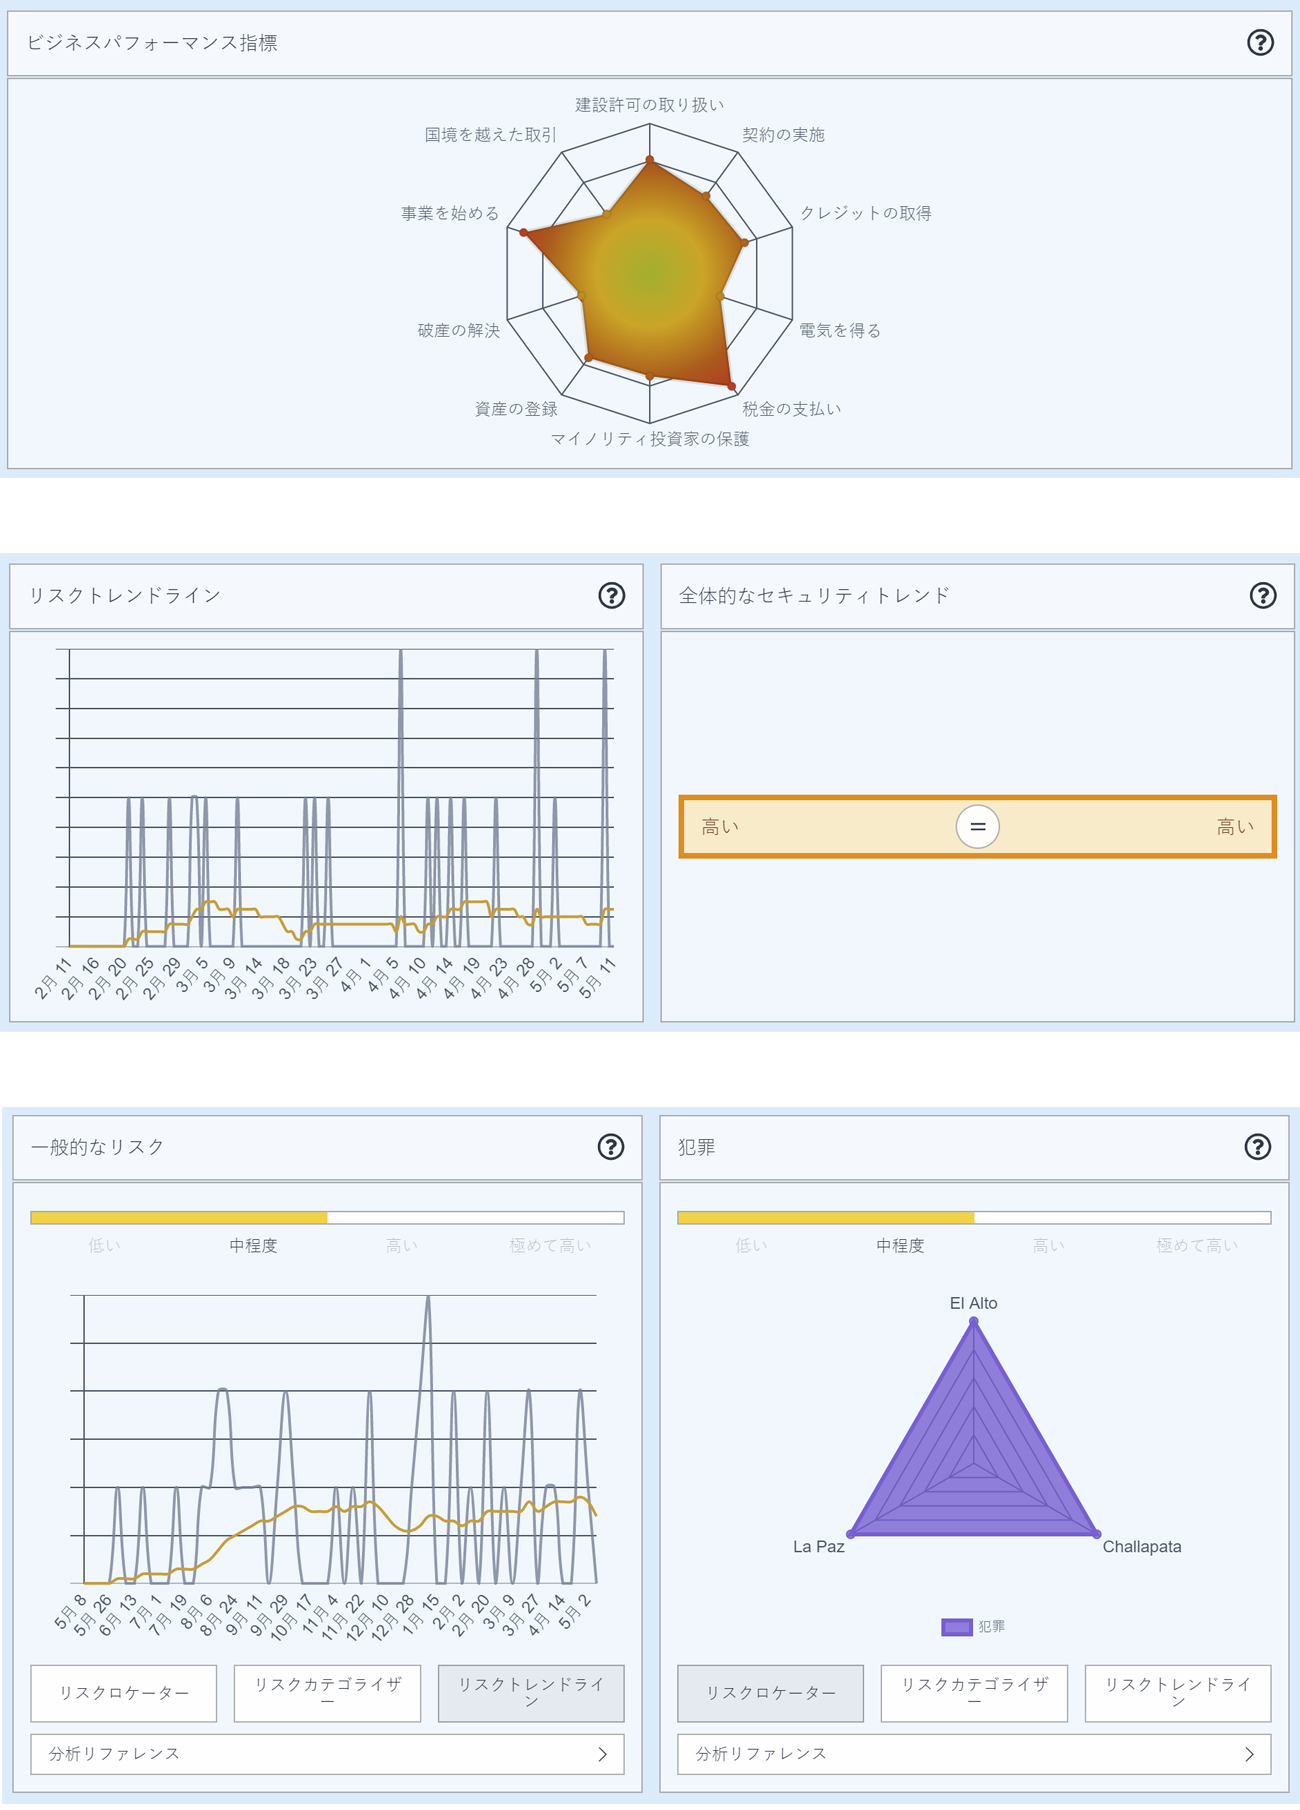 ビジネスパフォーマンス指標
建設許可の取り扱い
国境を越えた取引
契約の実施
事業を始める
クレジットの取得
破産の解決
電気を得る
資産の登録
税金の支払い
マイノリティ投資家の保護
リスクトレンドライン
全体的なセキュリティトレンド
高い
=
高い
2月 11
2月 16
2月 20
2月 25
2月 29
3月 5
3月 9
3月 14
3月 18
3月 23
3月 27
4月 1
4月 5
4月 10
4月 14
4月 19
4月 23
4月 28
5月 2
5月 7
5月 11
一般的なリスク
犯罪
低い
中程度
高い
極めて高い
低い
中程度
高い
極めて高い
5月 8
5月 26
6月 13
7月 1
7月 19
8月 6
8月 24
9月 11
9月 29
10月 17
11月 4
11月 22
12月 10
12月 28
1月 15
2月 2
2月 20
3月 9
3月 27
4月 14
5月 2
El Alto
La Paz
Challapata
犯罪
リスクロケーター
リスクカテゴライザ
ー
リスクトレンドライ
ン
リスクロケーター
リスクカテゴライザ
ー
リスクトレンドライ
ン
分析リファレンス
分析リファレンス